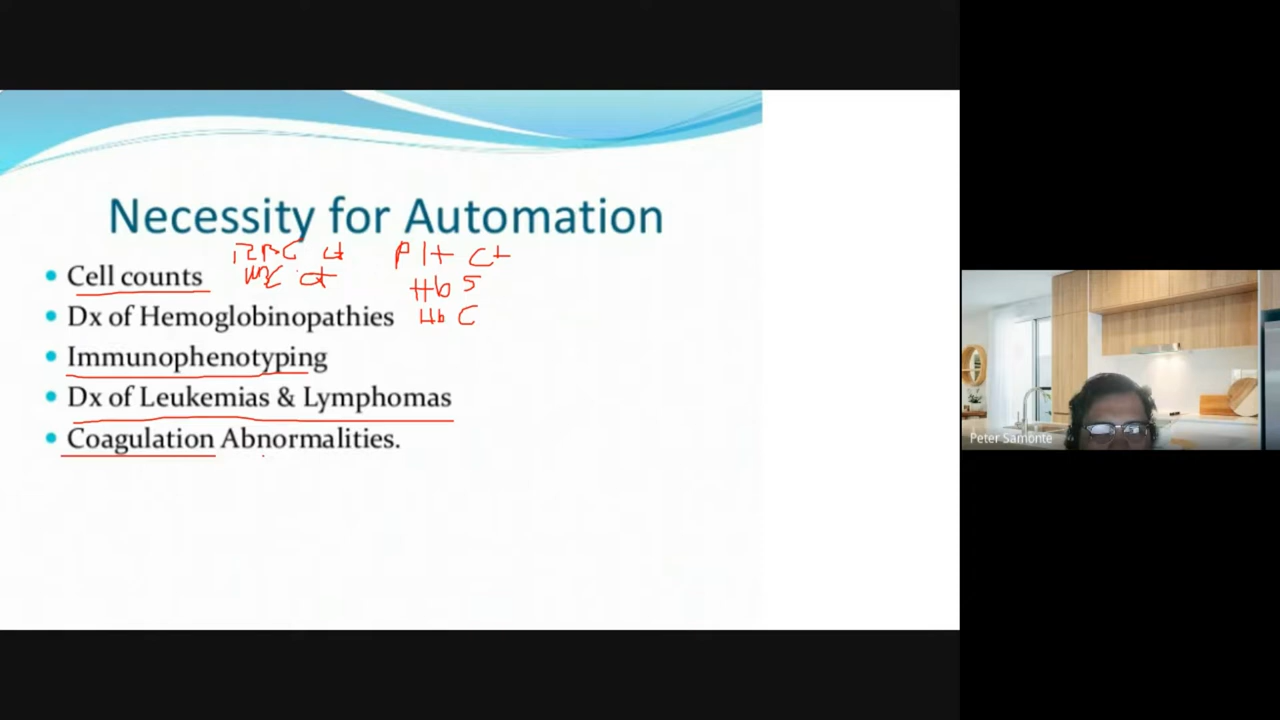 Necessity for Automation
RBC ct Plt Ct
• Cell counts WBC ct Hb S
• Dx of Hemoglobinopathies Hb C
• Immunophenotyping
• Dx of Leukemias & Lymphomas
• Coagulation Abnormalities.
Peter Samonte